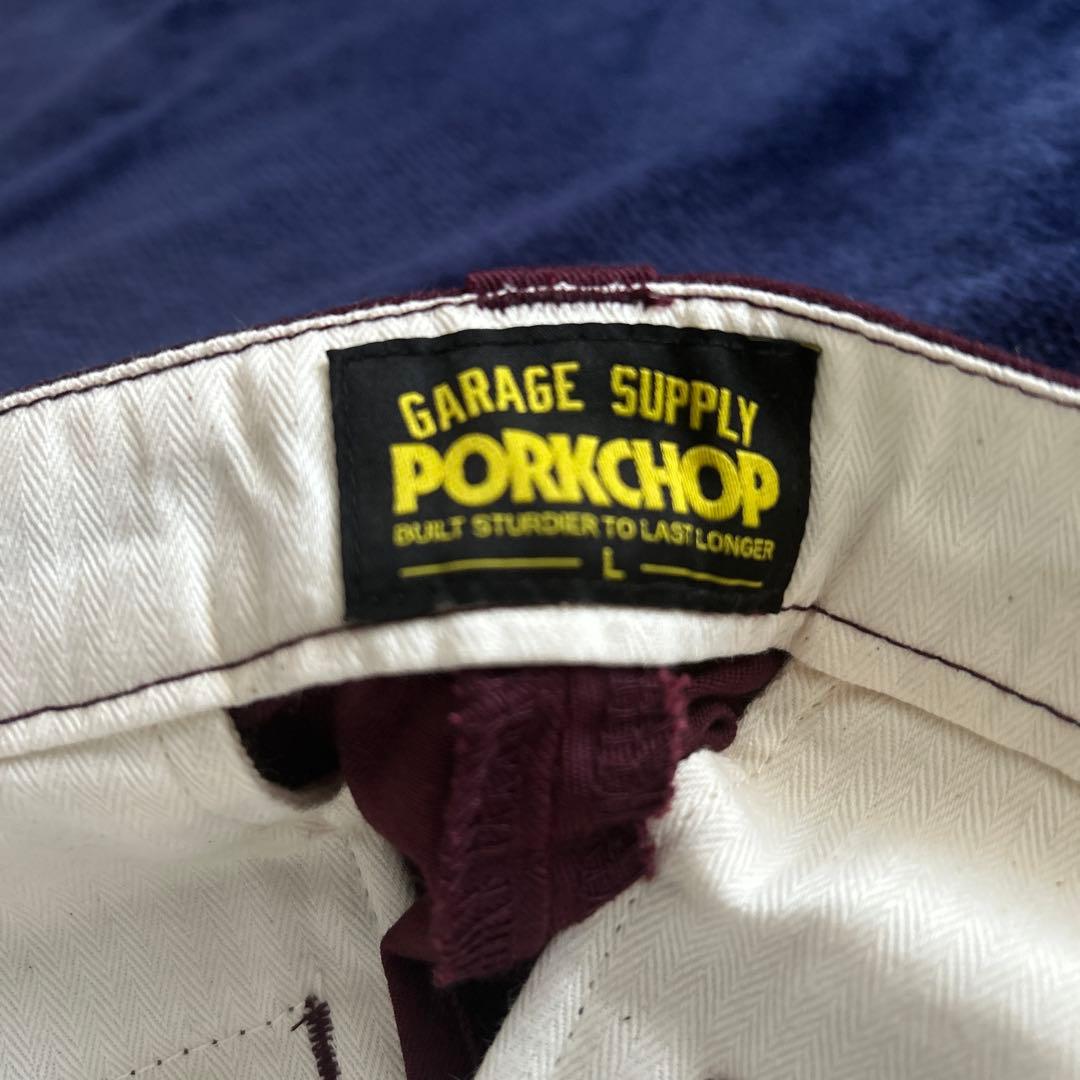 GARAGE SUPPLY
PORKCHOP
BUILT STURDIER TO LAST LONGER
L